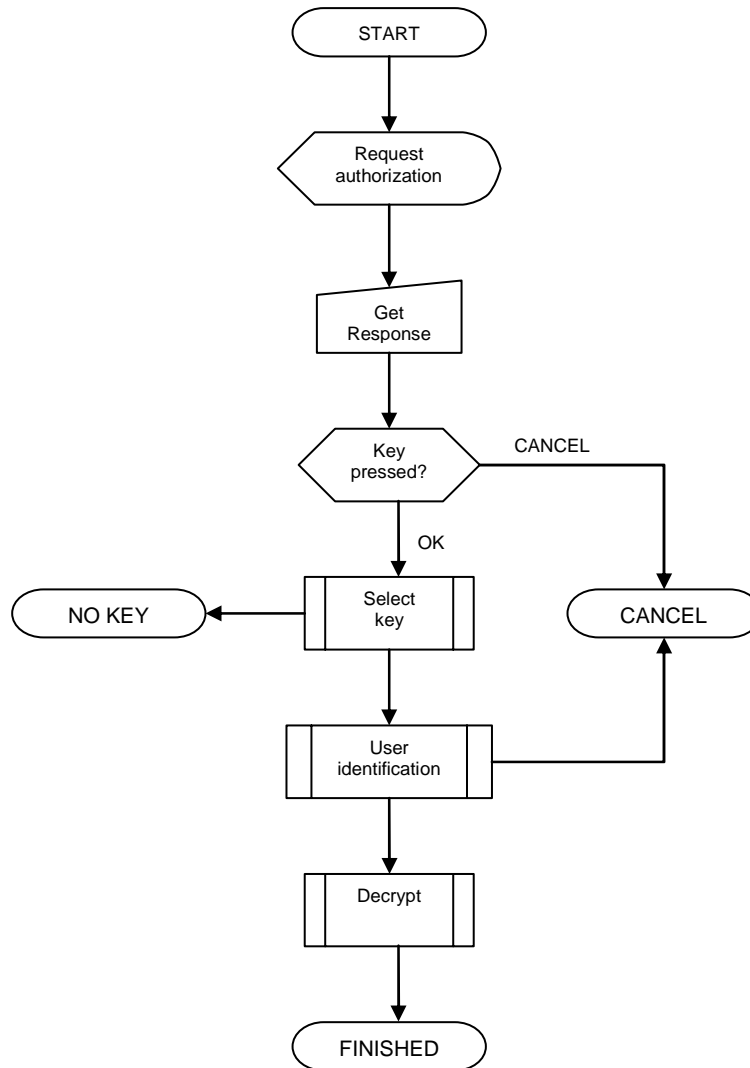 START
Request
authorization
Get
Response
Key
pressed?
CANCEL
OK
Select
key
NO KEY
CANCEL
User
identification
Decrypt
FINISHED